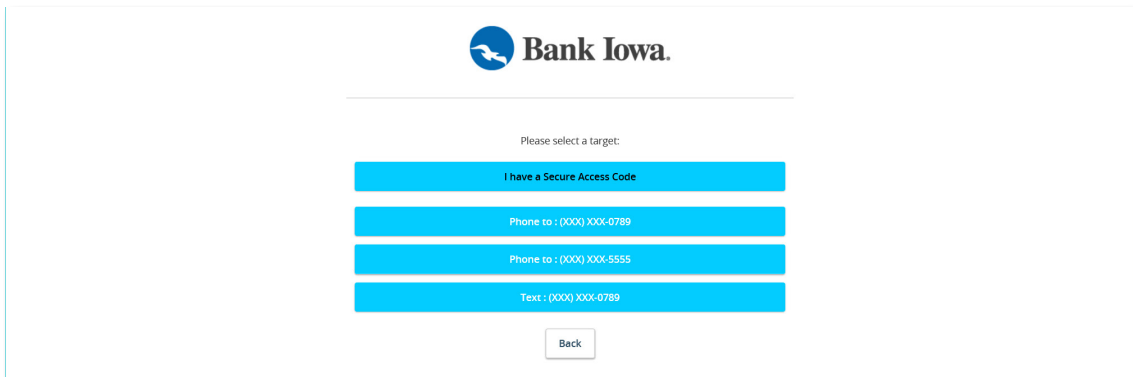 Bank Iowa®
Please select a target:
I have a Secure Access Code
Phone to : (XXX) XXX-0789
Phone to : (XXX) XXX-5555
Text : (XXX) XXX-0789
Back